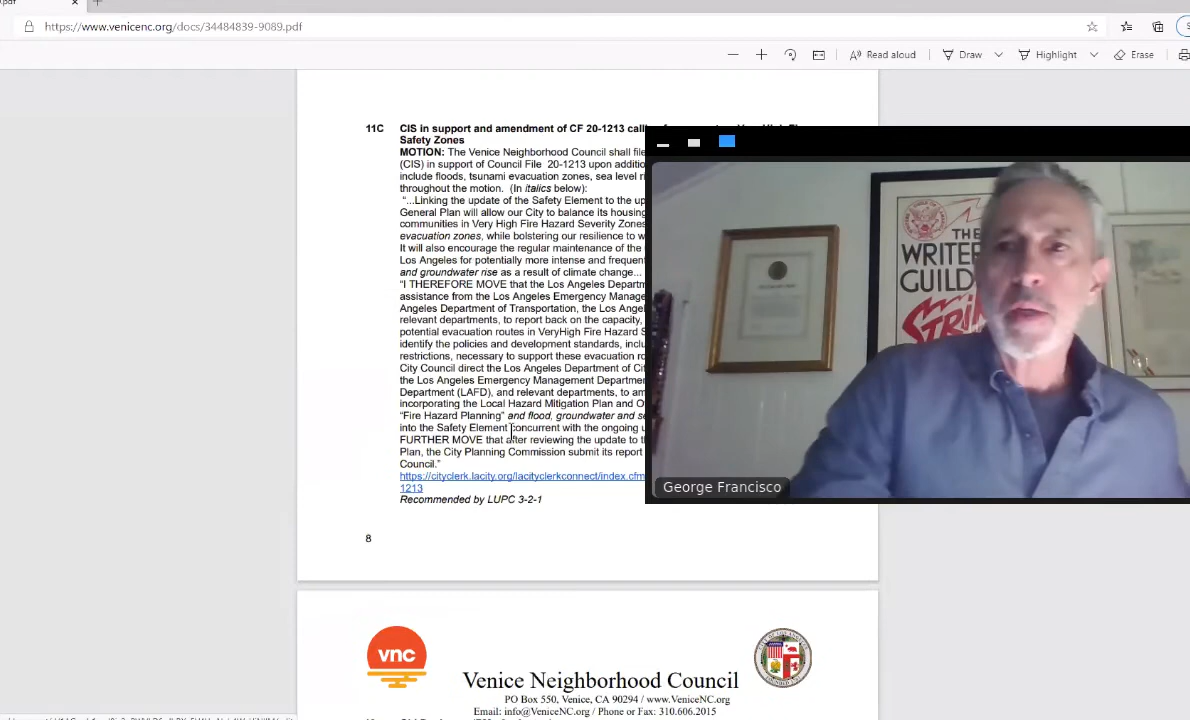 .pdf
https://www.venicenc.org/docs/34484839-9089.pdf
Read aloud
Draw
Highlight
Erase
11C CIS in support and amendment of CF 20-1213
Safety Zones
MOTION: The Venice Neighborhood Council shall file
(CIS) in support of Council File 20-1213 upon
include floods, tsunami evacuation zones, sea level
throughout the motion. (In italics below):
"...Linking the update of the Safety Element to the
General Plan will allow our City to balance its housing
communities in Very High Fire Hazard Severity Zones
evacuation zones, while bolstering our resilience to
It will also encourage the regular maintenance of the
Los Angeles for potentially more intense and frequent
and groundwater rise as a result of climate change...
"I THEREFORE MOVE that the Los Angeles
assistance from the Los Angeles Emergency
Angeles Department of Transportation, the Los
relevant departments, to report back on the capacity,
potential evacuation routes in VeryHigh Fire Hazard
identify the policies and development standards,
restrictions, necessary to support these evacuation
City Council direct the Los Angeles Department of
the Los Angeles Emergency Management
Department (LAFD), and relevant departments, to
incorporating the Local Hazard Mitigation Plan and
"Fire Hazard Planning" and flood, groundwater and
into the Safety Element concurrent with the ongoing
FURTHER MOVE that after reviewing the update to
Plan, the City Planning Commission submit its report
Council."
https://cityclerk.lacity.org/lacityclerkconnect/index.cfm
1213
Recommended by LUPC 3-2-1
8
THE
WRITER
GUILD
STRIK
George Francisco
vnc
Venice Neighborhood Council
PO Box 550, Venice, CA 90294 / www.VeniceNC.org
Email: info@VeniceNC.org / Phone or Fax: 310.606.2015